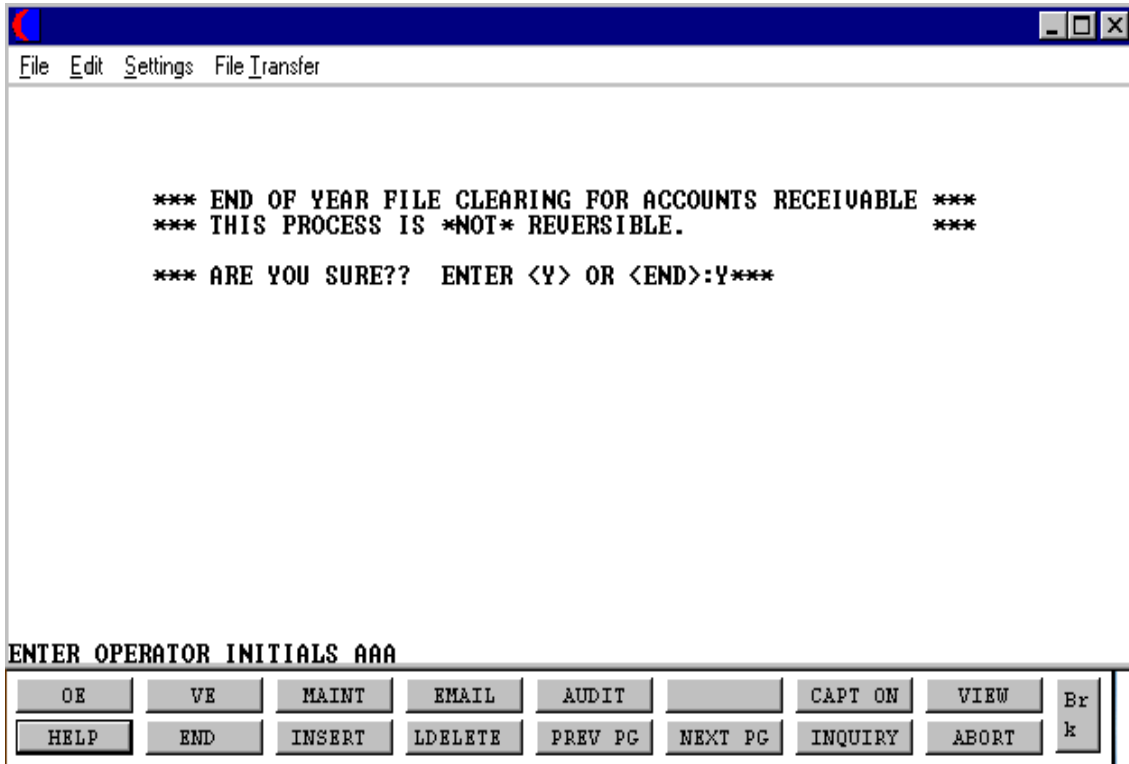 File Edit Settings File Transfer
*** END OF YEAR FILE CLEARING FOR ACCOUNTS RECEIVABLE ***
*** THIS PROCESS IS *NOT* REVERSIBLE. ***
*** ARE YOU SURE?? ENTER <Y> OR <END>:Y***
ENTER OPERATOR INITIALS AAA
OE VE MAINT EMAIL AUDIT CAPT ON VIEW Br
HELP END INSERT LDELETE PREV PG NEXT PG INQUIRY ABORT k